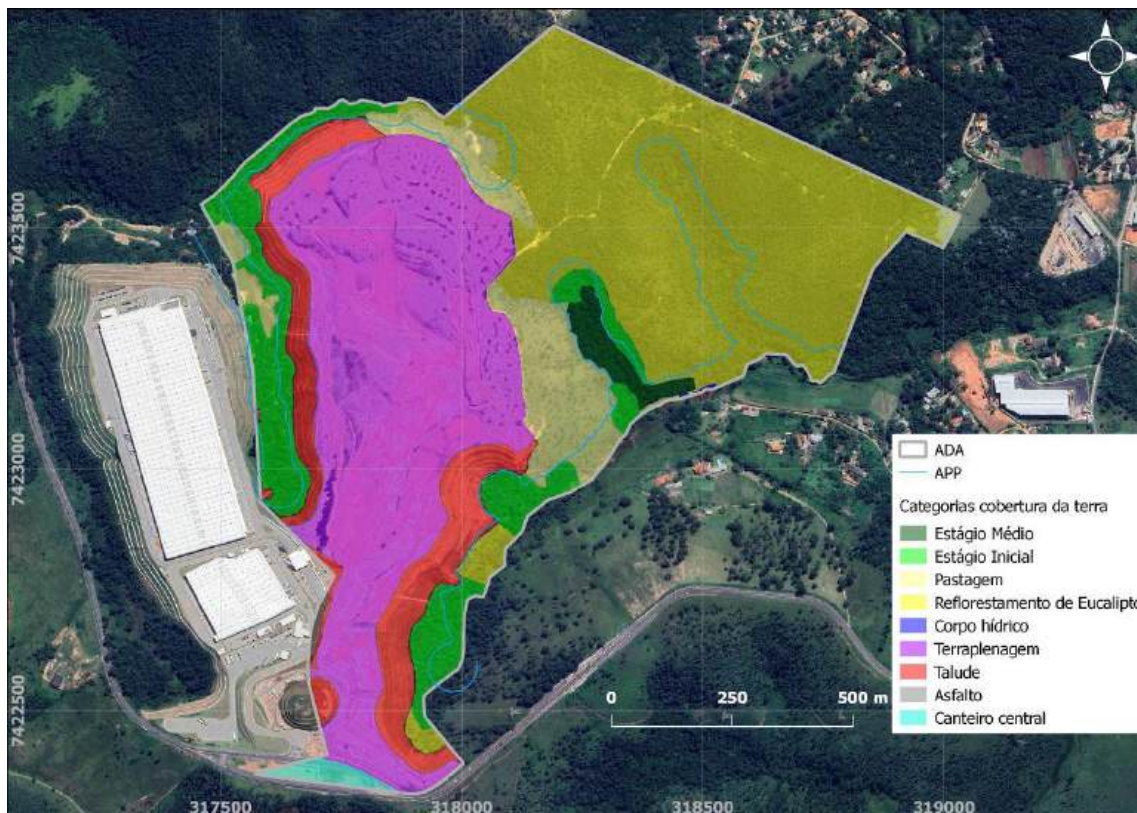 7423500
7423000
7422500
ADA
APP
Categorias cobertura da terra
Estágio Médio
Estágio Inicial
Pastagem
Reflorestamento de Eucalipto
Corpo hídrico
Terraplenagem
Talude
Asfalto
Canteiro central
0 250 500 m
317500 318000 318500 319000